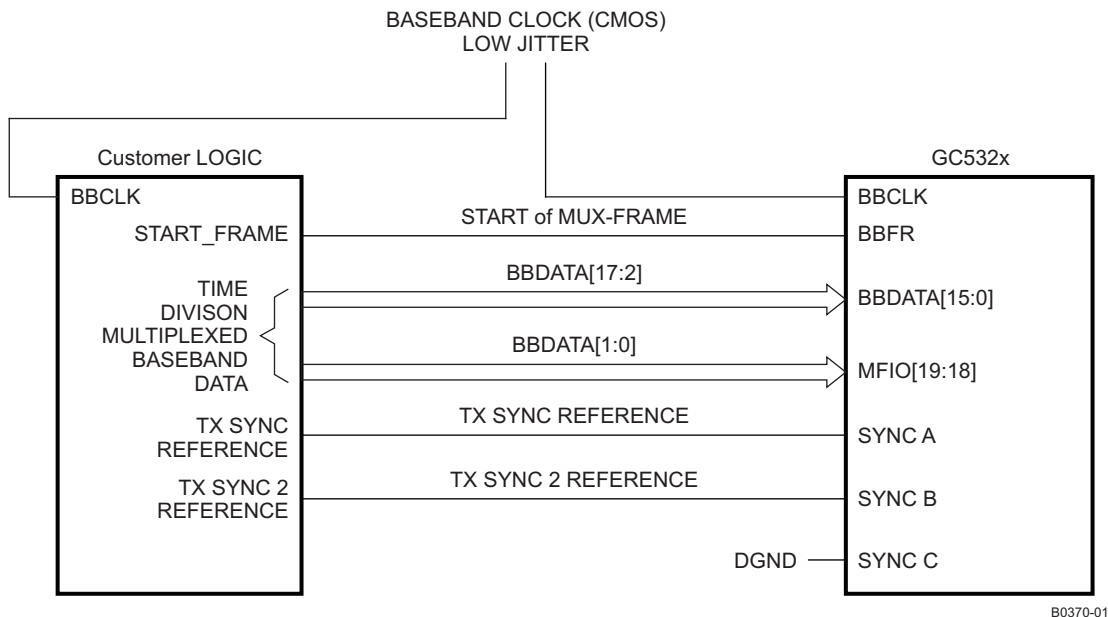 BASEBAND CLOCK (CMOS)
LOW JITTER
Customer LOGIC
GC532x
BBCLK
BBCLK
START_FRAME
START of MUX-FRAME
BBFR
TIME
DIVISON
MULTIPLEXED
BASEBAND
DATA
BBDATA[17:2]
BBDATA[15:0]
BBDATA[1:0]
MFIO[19:18]
TX SYNC
REFERENCE
TX SYNC REFERENCE
SYNC A
TX SYNC 2
REFERENCE
TX SYNC 2 REFERENCE
SYNC B
DGND
SYNC C
B0370-01